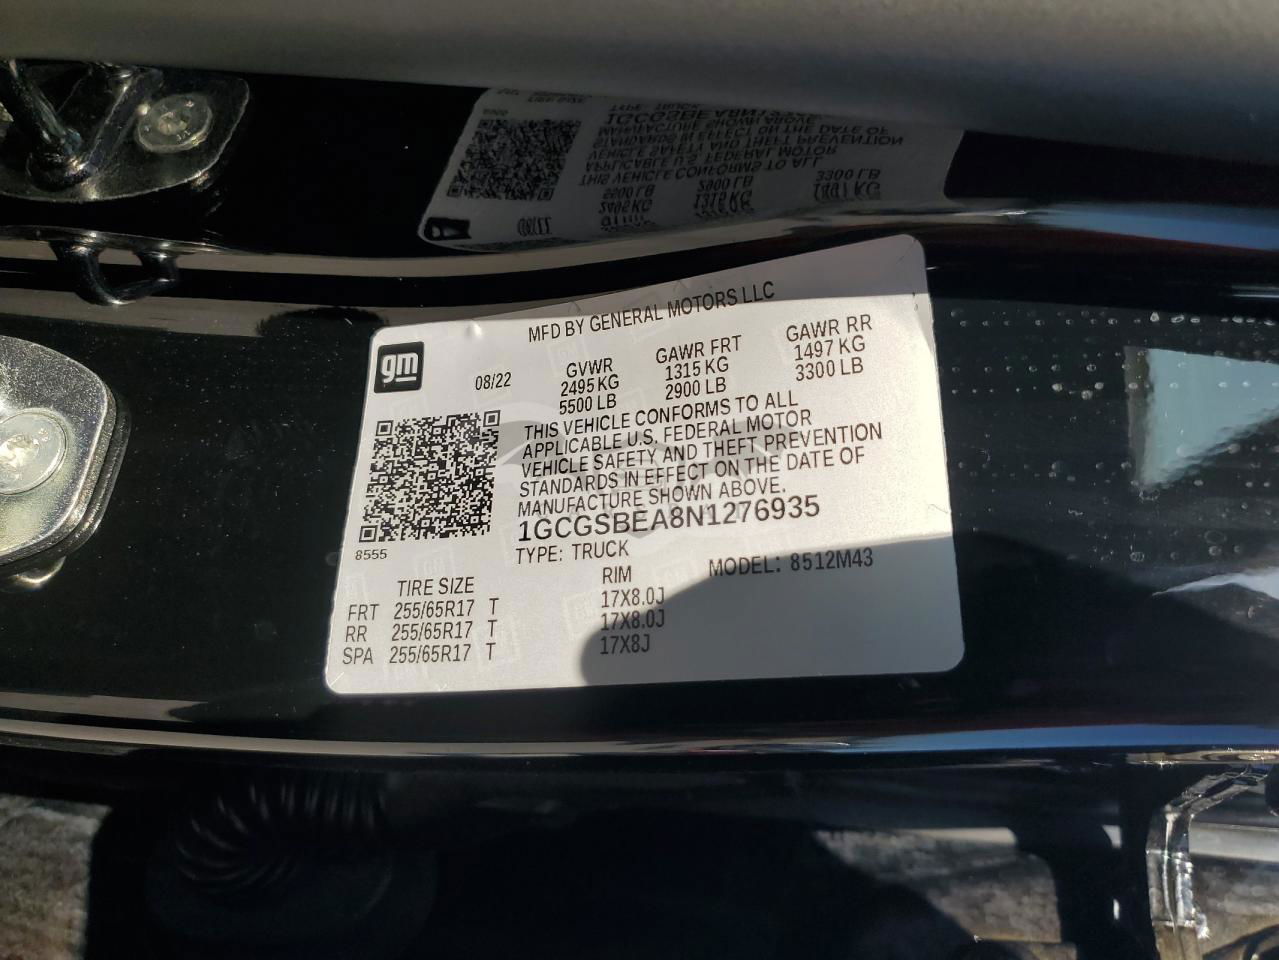 MFD BY GENERAL MOTORS LLC
gm
08/22
GVWR GAWR FRT GAWR RR
2495 KG 1315 KG 1497 KG
5500 LB 2900 LB 3300 LB
THIS VEHICLE CONFORMS TO ALL
APPLICABLE U.S. FEDERAL MOTOR
VEHICLE SAFETY AND THEFT PREVENTION
STANDARDS IN EFFECT ON THE DATE OF
MANUFACTURE SHOWN ABOVE.
1GCGSBEA8N1276935
8555
TYPE: TRUCK MODEL: 8512M43
TIRE SIZE RIM
FRT 255/65R17 T 17X8.0J
RR 255/65R17 T 17X8.0J
SPA 255/65R17 T 17X8J